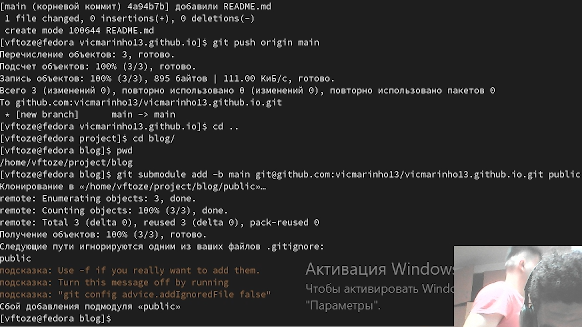 [main (корневой коммит) 4a94b7b] добавили README.md
1 file changed, 0 insertions(+), 0 deletions(-)
create mode 100644 README.md
[vftoze@fedora vicmarinho13.github.io]$ git push origin main
Перечисление объектов: 3, готово.
Подсчет объектов: 100% (3/3), готово.
Запись объектов: 100% (3/3), 895 байтов | 111.00 КиБ/с, готово.
Всего 3 (изменений 0), повторно использовано 0 (изменений 0), повторно использовано пакетов 0
To github.com:vicmarinho13/vicmarinho13.github.io.git
* [new branch]      main -> main
[vftoze@fedora vicmarinho13.github.io]$ cd ..
[vftoze@fedora project]$ cd blog/
[vftoze@fedora blog]$ pwd
/home/vftoze/project/blog
[vftoze@fedora blog]$ git submodule add -b main git@github.com:vicmarinho13/vicmarinho13.github.io.git public
Клонирование в «/home/vftoze/project/blog/public»…
remote: Enumerating objects: 3, done.
remote: Counting objects: 100% (3/3), done.
remote: Total 3 (delta 0), reused 3 (delta 0), pack-reused 0
Получение объектов: 100% (3/3), готово.
Следующие пути игнорируются одним из ваших файлов .gitignore:
public
подсказка: Use -f if you really want to add them.
подсказка: Turn this message off by running
подсказка: "git config advice.addIgnoredFile false"
Сбой добавления подмодуля «public»
[vftoze@fedora blog]$
Активация Windows
Чтобы активировать
"Параметры".